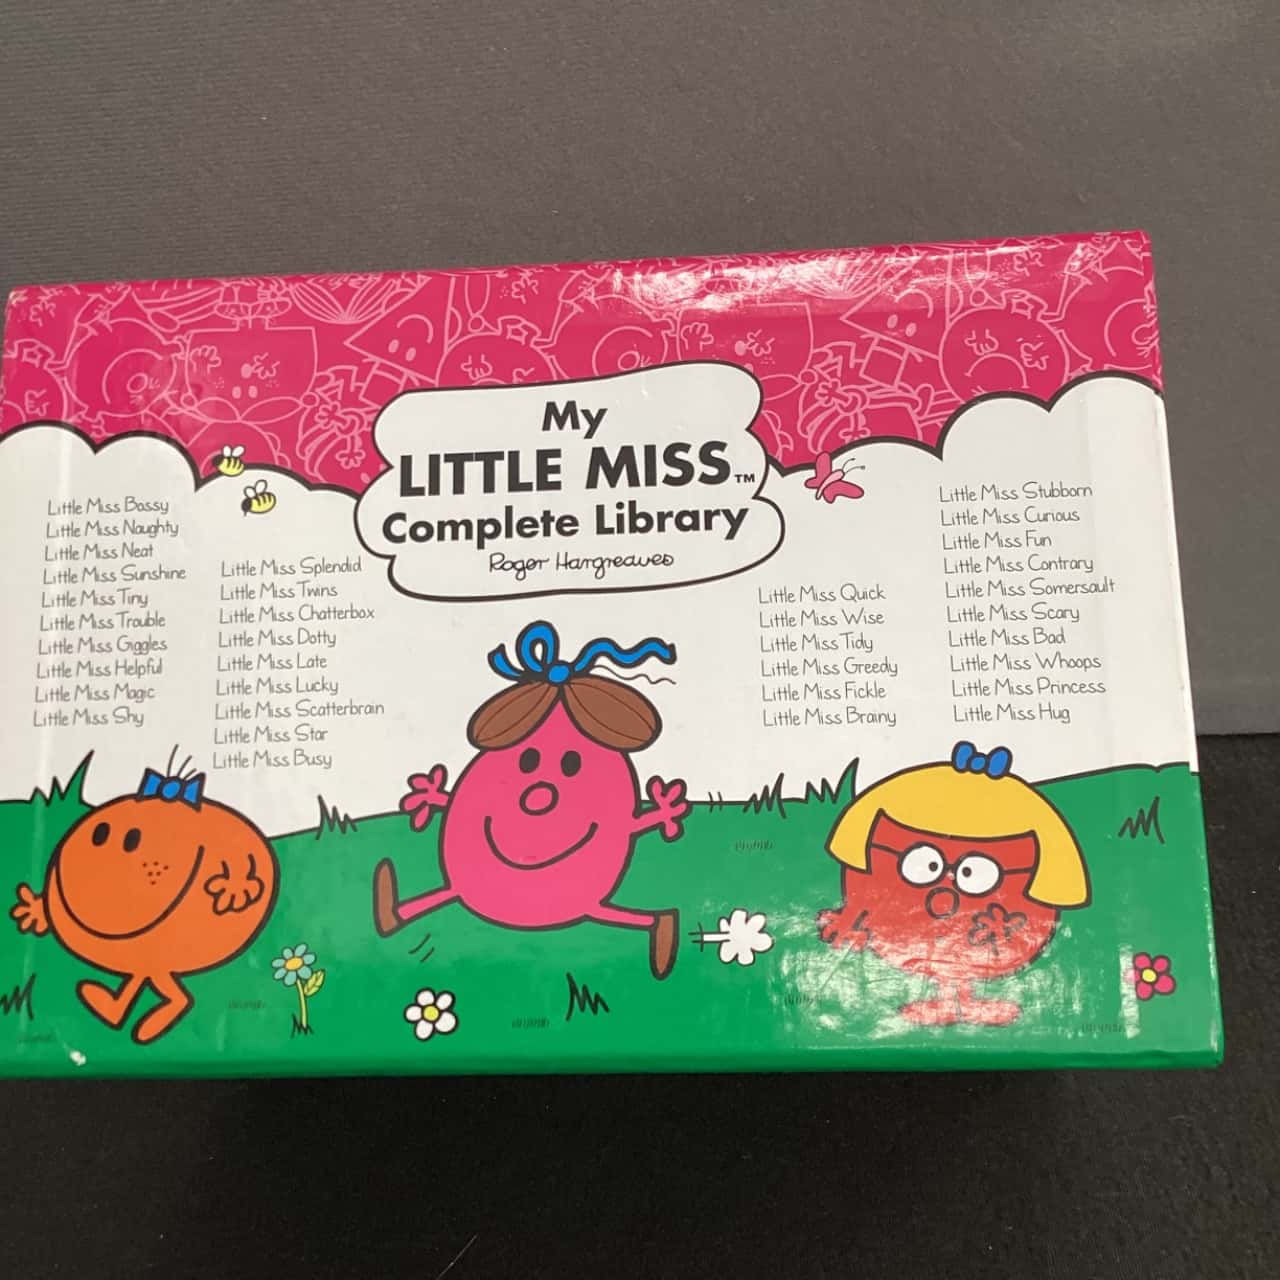 My
LITTLE MISS™
Complete Library
Roger Hargreaves
Little Miss Bossy
Little Miss Naughty
Little Miss Neat
Little Miss Sunshine
Little Miss Tiny
Little Miss Trouble
Little Miss Giggles
Little Miss Helpful
Little Miss Magic
Little Miss Shy
Little Miss Splendid
Little Miss Twins
Little Miss Chatterbox
Little Miss Dotty
Little Miss Late
Little Miss Lucky
Little Miss Scatterbrain
Little Miss Star
Little Miss Busy
Little Miss Quick
Little Miss Wise
Little Miss Tidy
Little Miss Greedy
Little Miss Fickle
Little Miss Brainy
Little Miss Stubborn
Little Miss Curious
Little Miss Fun
Little Miss Contrary
Little Miss Somersault
Little Miss Scary
Little Miss Bad
Little Miss Whoops
Little Miss Princess
Little Miss Hug